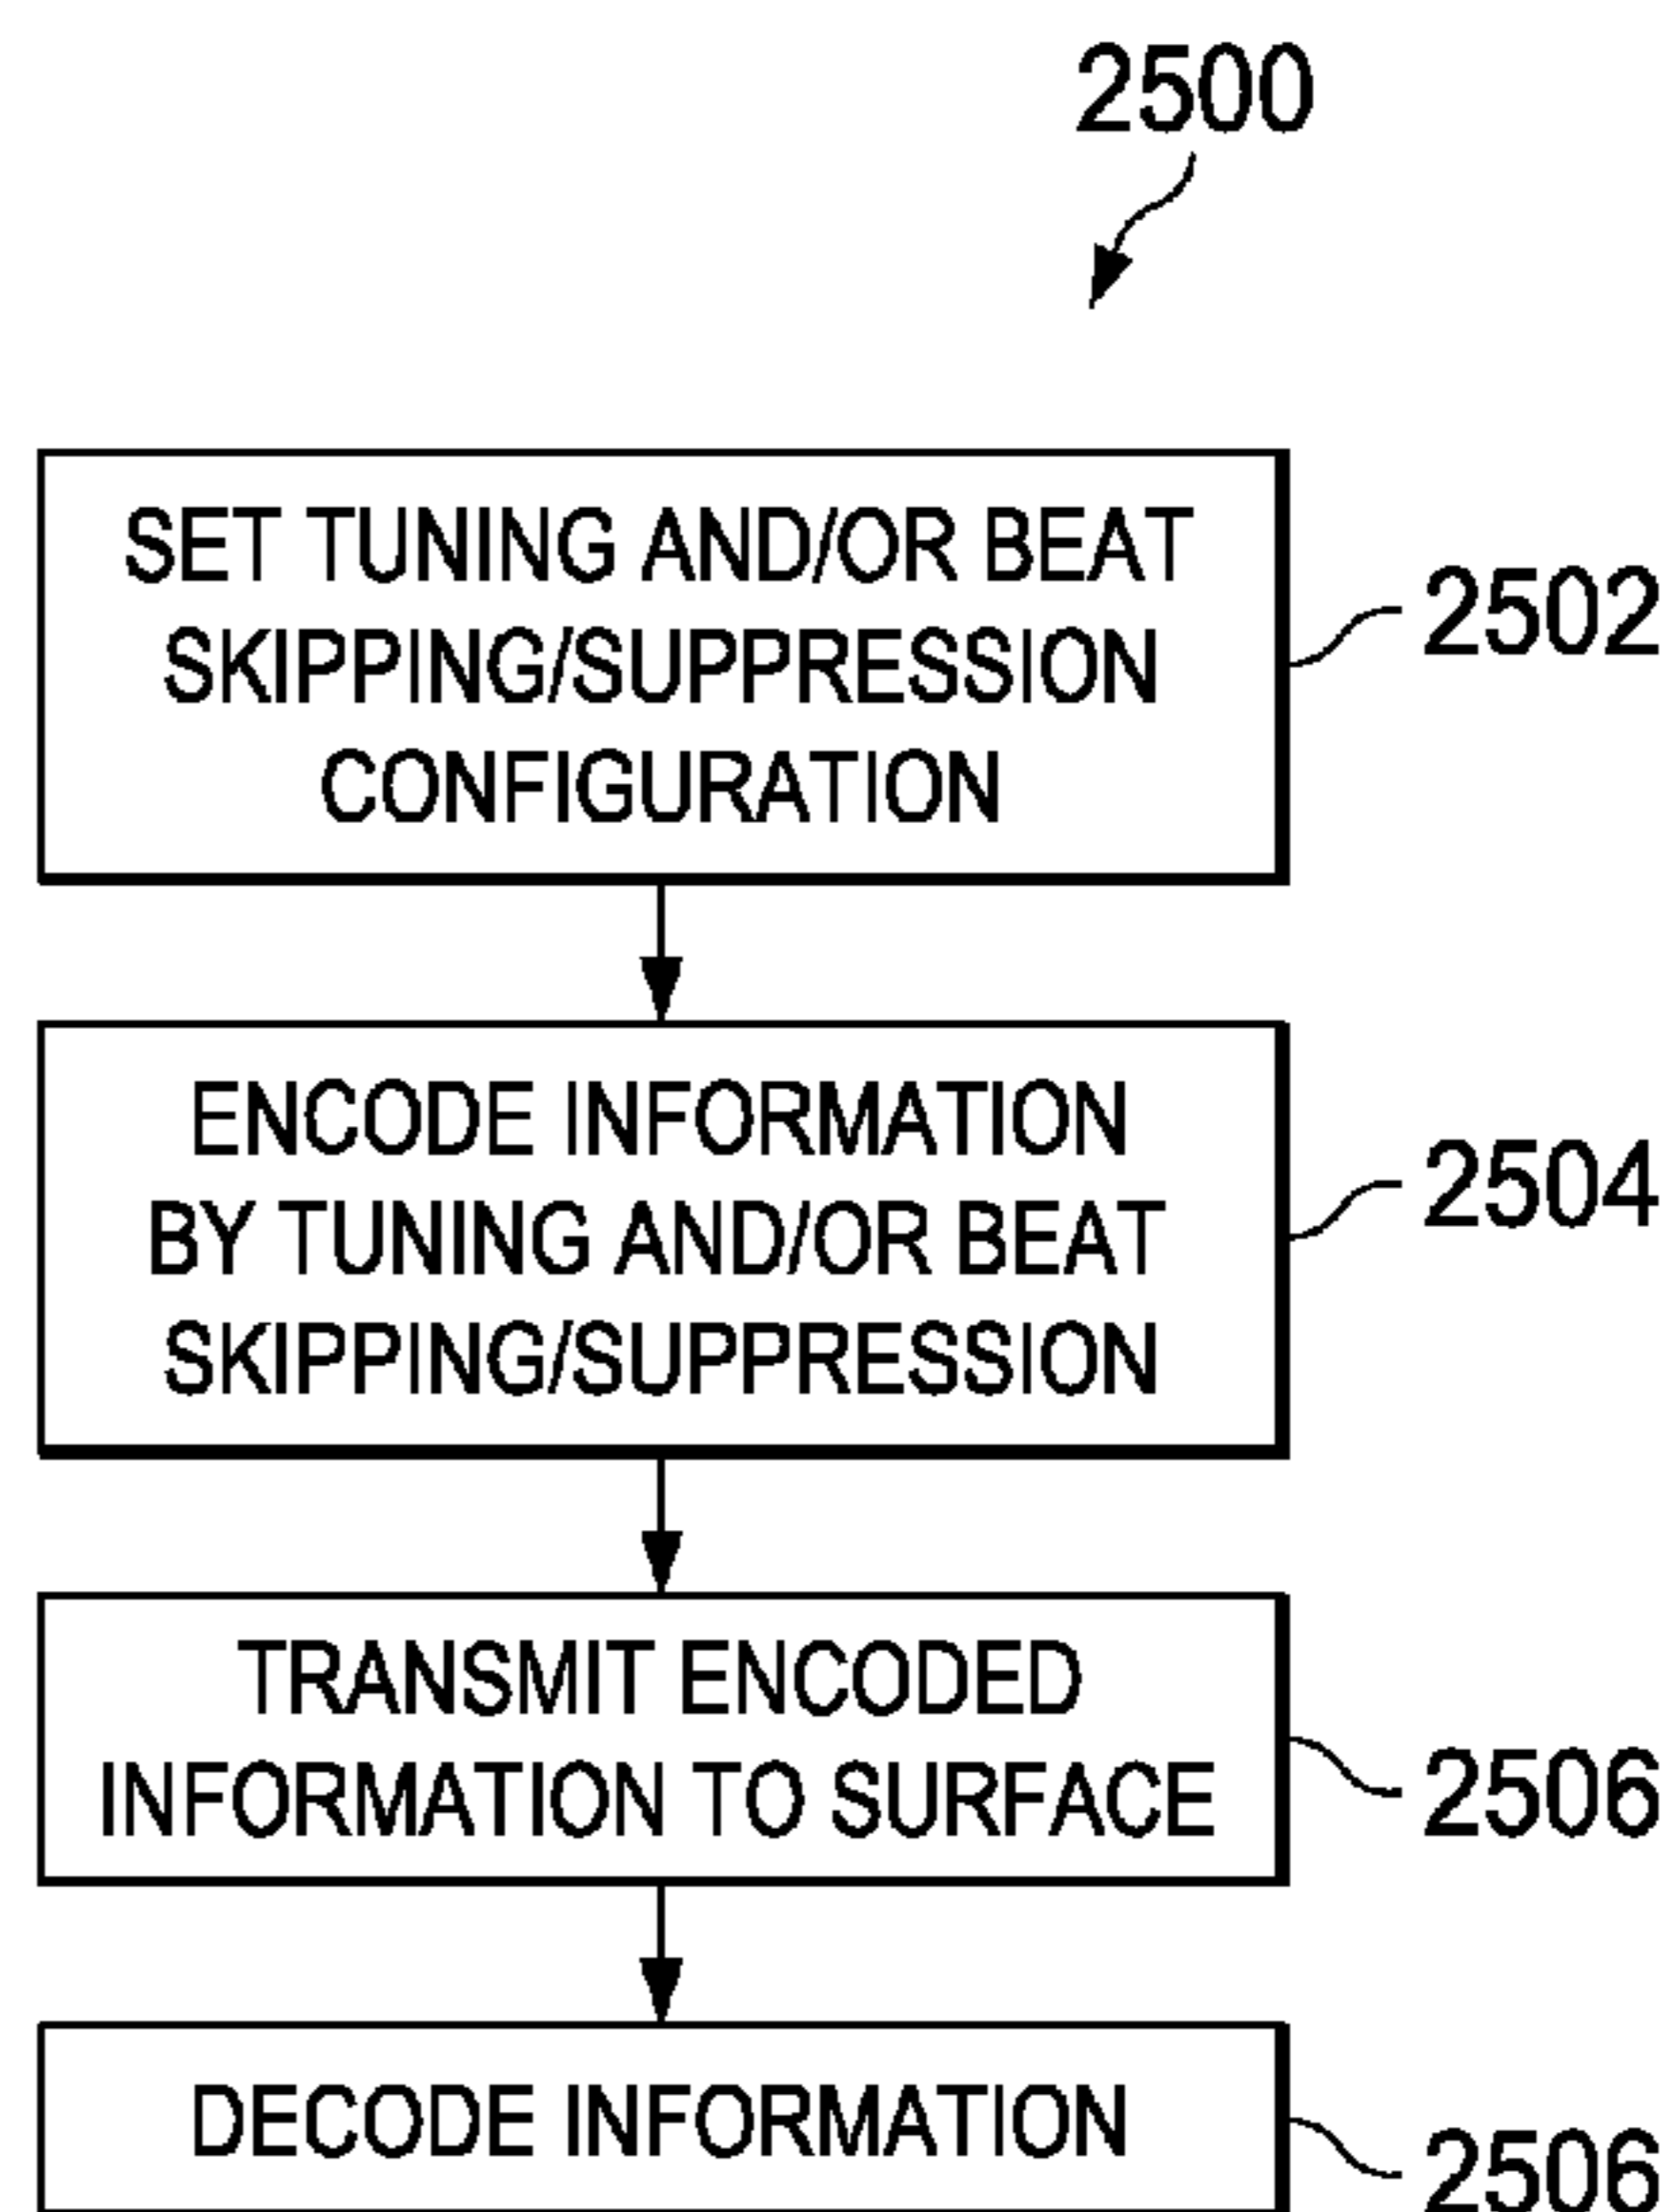 2500
SET TUNING AND/OR BEAT
SKIPPING/SUPPRESSION
CONFIGURATION
2502
ENCODE INFORMATION
BY TUNING AND/OR BEAT
SKIPPING/SUPPRESSION
2504
TRANSMIT ENCODED
INFORMATION TO SURFACE
2506
DECODE INFORMATION
2506